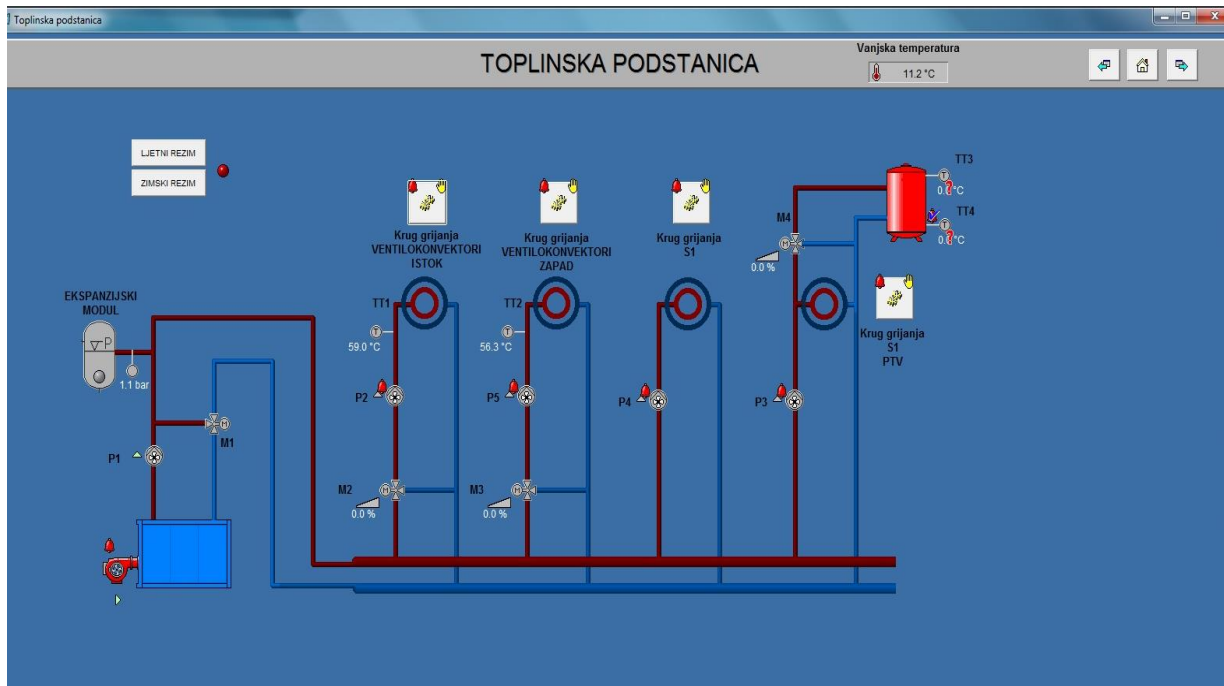 Toplinska podstanica
TOPLINSKA PODSTANICA
Vanjska temperatura
11.2 °C
LJETNI REZIM
ZIMSKI REZIM
Krug grijanja
VENTILOKONVEKTORI
ISTOK
Krug grijanja
VENTILOKONVEKTORI
ZAPAD
Krug grijanja
S1
TT3
T
°C
TT4
T
°C
M4
M
0.0 %
Krug grijanja
S1
PTV
EKSPANZIJSKI
MODUL
P
1.1 bar
TT1
T
59.0 °C
TT2
T
56.3 °C
P2
P5
P4
P3
M
M1
P1
M2
M
0.0 %
M3
M
0.0 %